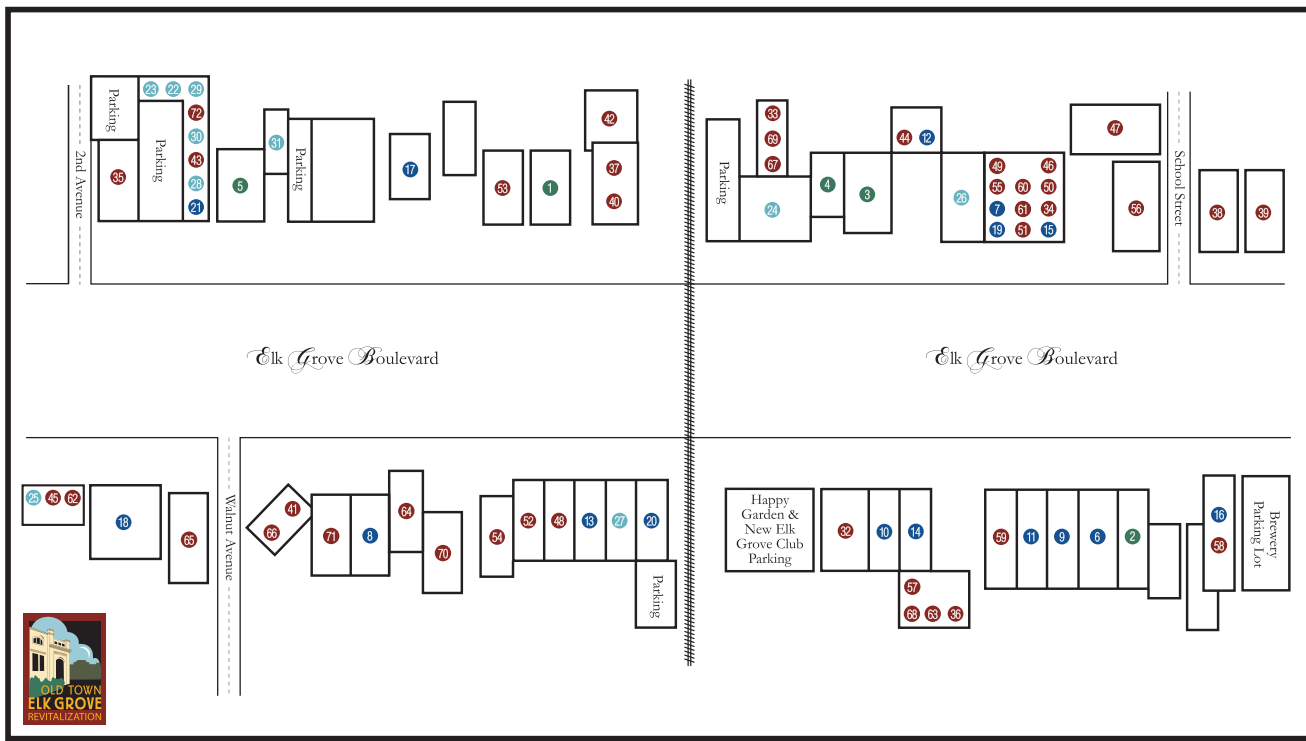 23 22 29
Parking
72
Parking
30
43
35
28
21
2nd Avenue
5
31
Parking
17
53
1
42
37
40
Parking
33
69
67
24
4
3
44 12
26
49 46
55 60 50
7 61 34
19 51 15
47
56
School Street
38
39
Elk Grove Boulevard
Elk Grove Boulevard
25 45 62
18
65
Walnut Avenue
41
66
71
8
64
70
54
52
48
13
27
20
Parking
Happy
Garden &
New Elk
Grove Club
Parking
32
10
14
57
68 63 36
59
11
9
6
2
16
58
Brewery
Parking Lot
OLD TOWN
ELK GROVE
REVITALIZATION